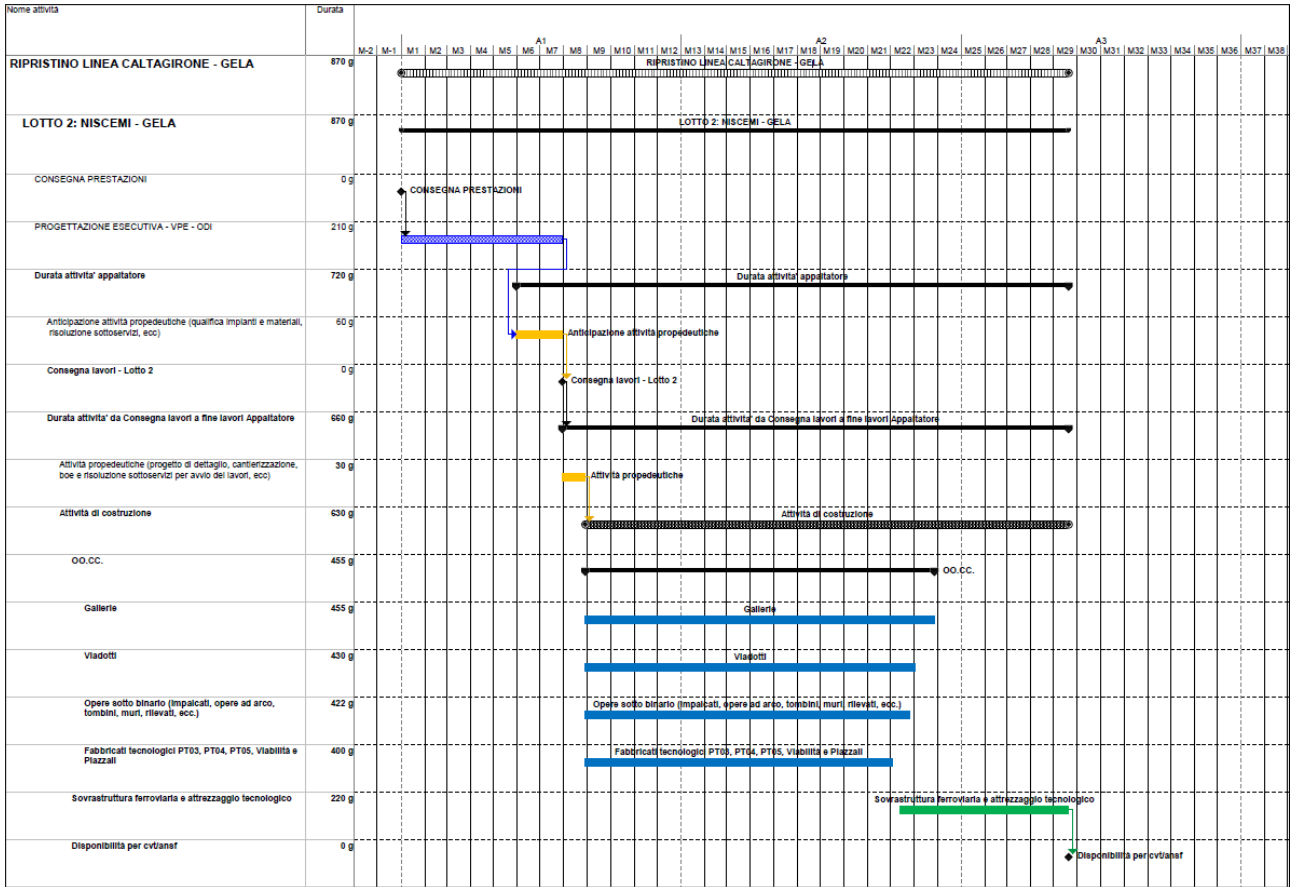 Nome attività Durata
A1 A2 A3
M-2 M-1 M1 M2 M3 M4 M5 M6 M7 M8 M9 M10 M11 M12 M13 M14 M15 M16 M17 M18 M19 M20 M21 M22 M23 M24 M25 M26 M27 M28 M29 M30 M31 M32 M33 M34 M35 M36 M37 M38
RIPRISTINO LINEA CALTAGIRONE - GELA 870 g RIPRISTINO LINEA CALTAGIRONE - GELA
LOTTO 2: NISCEMI - GELA 870 g LOTTO 2: NISCEMI - GELA
CONSEGNA PRESTAZIONI 0 g CONSEGNA PRESTAZIONI
PROGETTAZIONE ESECUTIVA - VPE - ODI 210 g
Durata attivita' appaltatore 720 g Durata attivita' appaltatore
Anticipazione attività propedeutiche (qualifica impianti e materiali, 60 g
risoluzione sottoservizi, ecc) Anticipazione attività propedeutiche
Consegna lavori - Lotto 2 0 g Consegna lavori - Lotto 2
Durata attivita' da Consegna lavori a fine lavori Appaltatore 660 g Durata attivita' da Consegna lavori a fine lavori Appaltatore
Attività propedeutiche (progetto di dettaglio, cantierizzazione, 30 g
boe e risoluzione sottoservizi per avvio dei lavori, ecc) Attività propedeutiche
Attività di costruzione 630 g Attività di costruzione
OO.CC. 455 g OO.CC.
Gallerie 455 g Gallerie
Viadotti 430 g Viadotti
Opere sotto binario (impalcati, opere ad arco, 422 g Opere sotto binario (impalcati, opere ad arco, tombini, muri, rilevati, ecc.)
tombini, muri, rilevati, ecc.)
Fabbricati tecnologici PT03, PT04, PT05, Viabilità e 400 g Fabbricati tecnologici PT03, PT04, PT05, Viabilità e Piazzali
Piazzali
Sovrastruttura ferroviaria e attrezzaggio tecnologico 220 g Sovrastruttura ferroviaria e attrezzaggio tecnologico
Disponibilità per cvt/ansf 0 g Disponibilità per cvt/ansf